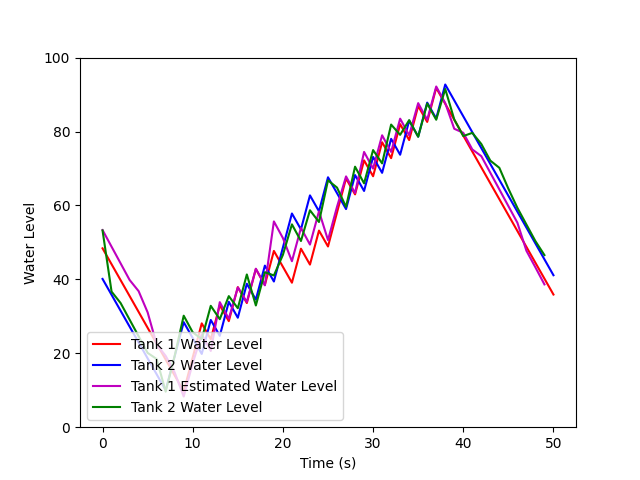 100
80
60
40
20
0
Water Level
Tank 1 Water Level
Tank 2 Water Level
Tank 1 Estimated Water Level
Tank 2 Water Level
0 10 20 30 40 50
Time (s)